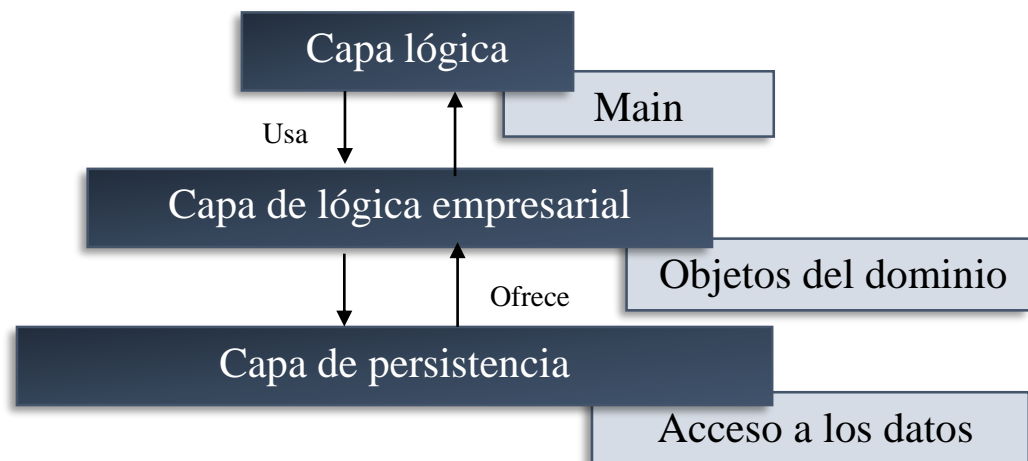 Capa lógica
Main
Usa
Capa de lógica empresarial
Objetos del dominio
Ofrece
Capa de persistencia
Acceso a los datos